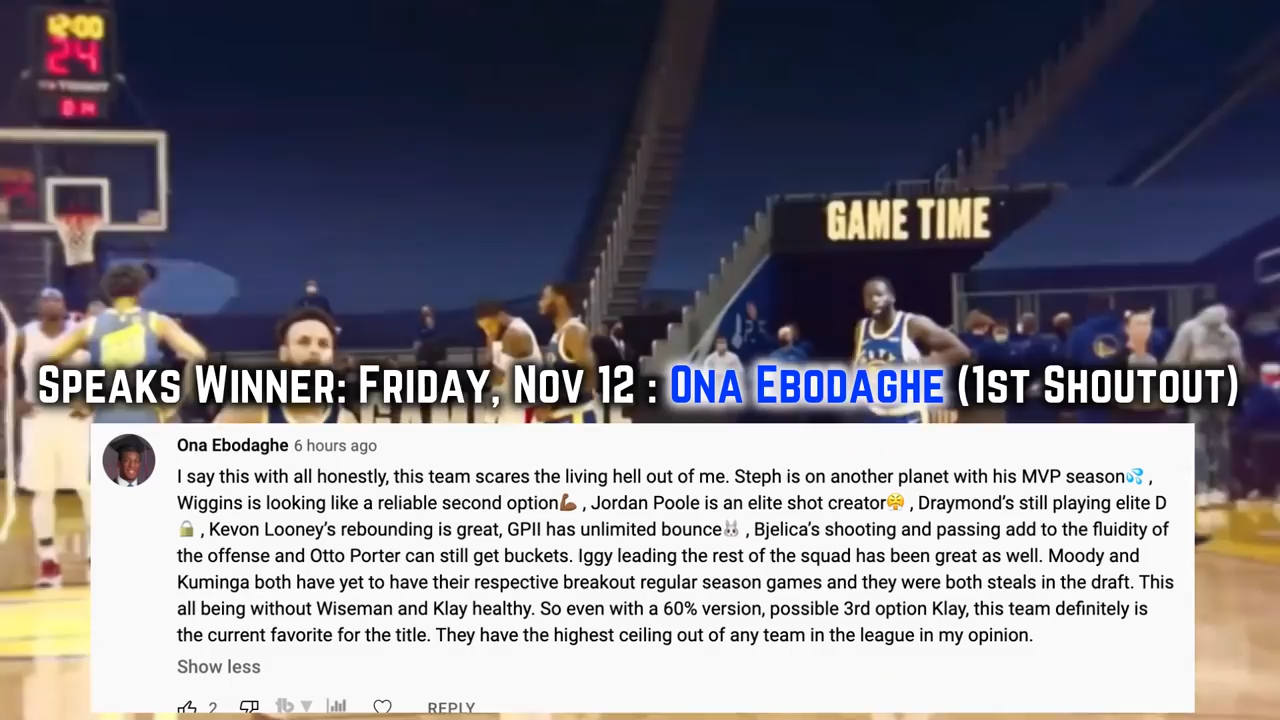 12:00
24
TISSOT
GAME TIME
SPEAKS WINNER: FRIDAY, NOV 12 : ONA EBODAGHE (1ST SHOUTOUT)
Ona Ebodaghe 6 hours ago
I say this with all honestly, this team scares the living hell out of me. Steph is on another planet with his MVP season💦 ,
Wiggins is looking like a reliable second option💪🏾 , Jordan Poole is an elite shot creator😤 , Draymond’s still playing elite D
🔒 , Kevon Looney’s rebounding is great, GPII has unlimited bounce🐰 , Bjelica’s shooting and passing add to the fluidity of
the offense and Otto Porter can still get buckets. Iggy leading the rest of the squad has been great as well. Moody and
Kuminga both have yet to have their respective breakout regular season games and they were both steals in the draft. This
all being without Wiseman and Klay healthy. So even with a 60% version, possible 3rd option Klay, this team definitely is
the current favorite for the title. They have the highest ceiling out of any team in the league in my opinion.
Show less
2 REPLY